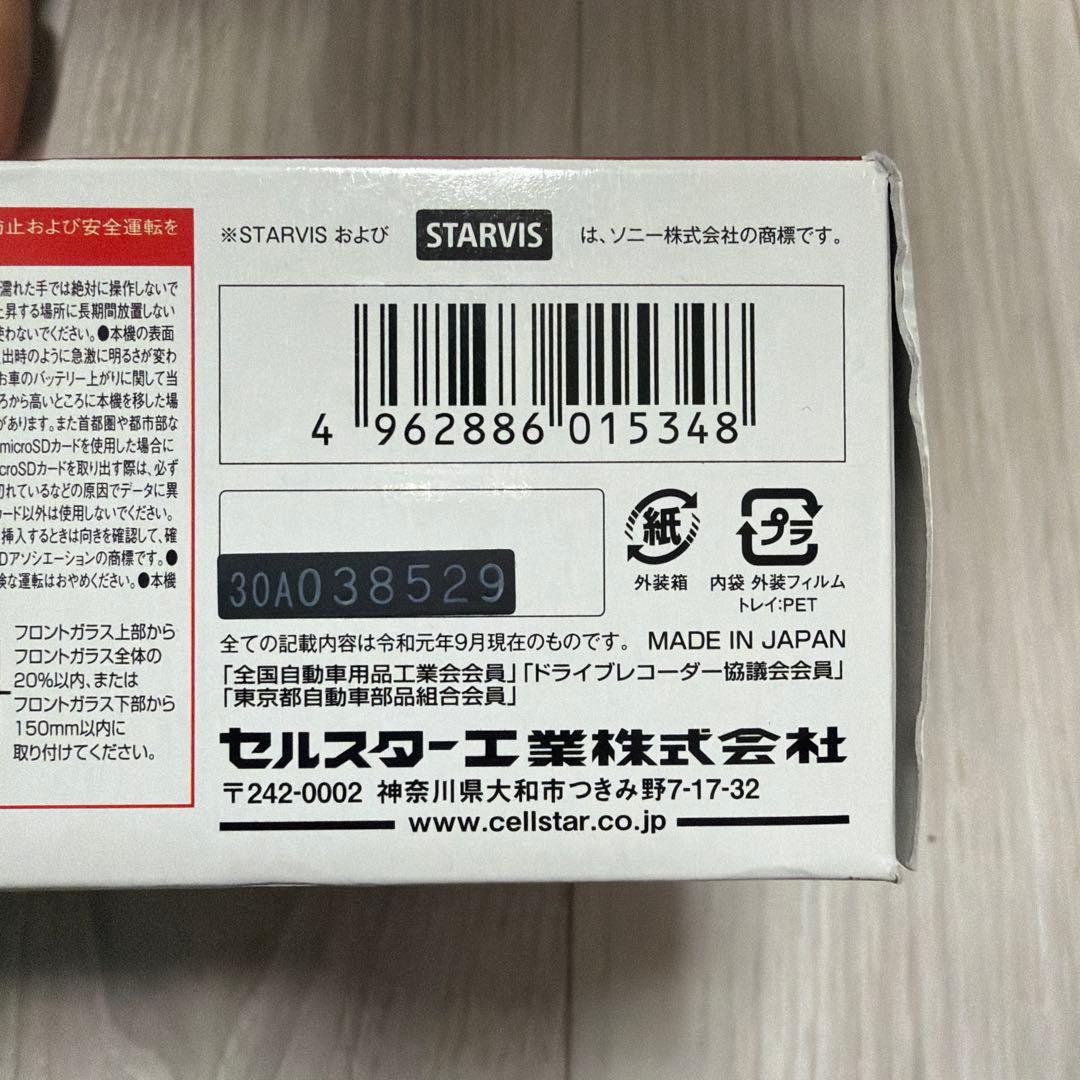 防止および安全運転を
濡れた手では絶対に操作しないで
上昇する場所に長期間放置しない
使わないでください。●本機の表面
出時のように急激に明るさが変わ
お車のバッテリー上がりに関して当
ろから高いところに本機を移した場
があります。また首都圏や都市部な
microSDカードを使用した場合に
croSDカードを取り出す際は、必ず
切れているなどの原因でデータに異
カード以外は使用しないでください。
挿入するときは向きを確認して、確
Dアソシエーションの商標です。●
険な運転はおやめください。●本機
フロントガラス上部から
フロントガラス全体の
20%以内、または
フロントガラス下部から
150mm以内に
取り付けてください。
※STARVIS および STARVIS は、ソニー株式会社の商標です。
4 962886 015348
紙
外装箱
プラ
内袋 外装フィルム
トレイ:PET
30A038529
全ての記載内容は令和元年9月現在のものです。 MADE IN JAPAN
「全国自動車用品工業会会員」「ドライブレコーダー協議会会員」
「東京都自動車部品組合会員」
セルスター工業株式会社
〒242-0002 神奈川県大和市つきみ野7-17-32
www.cellstar.co.jp